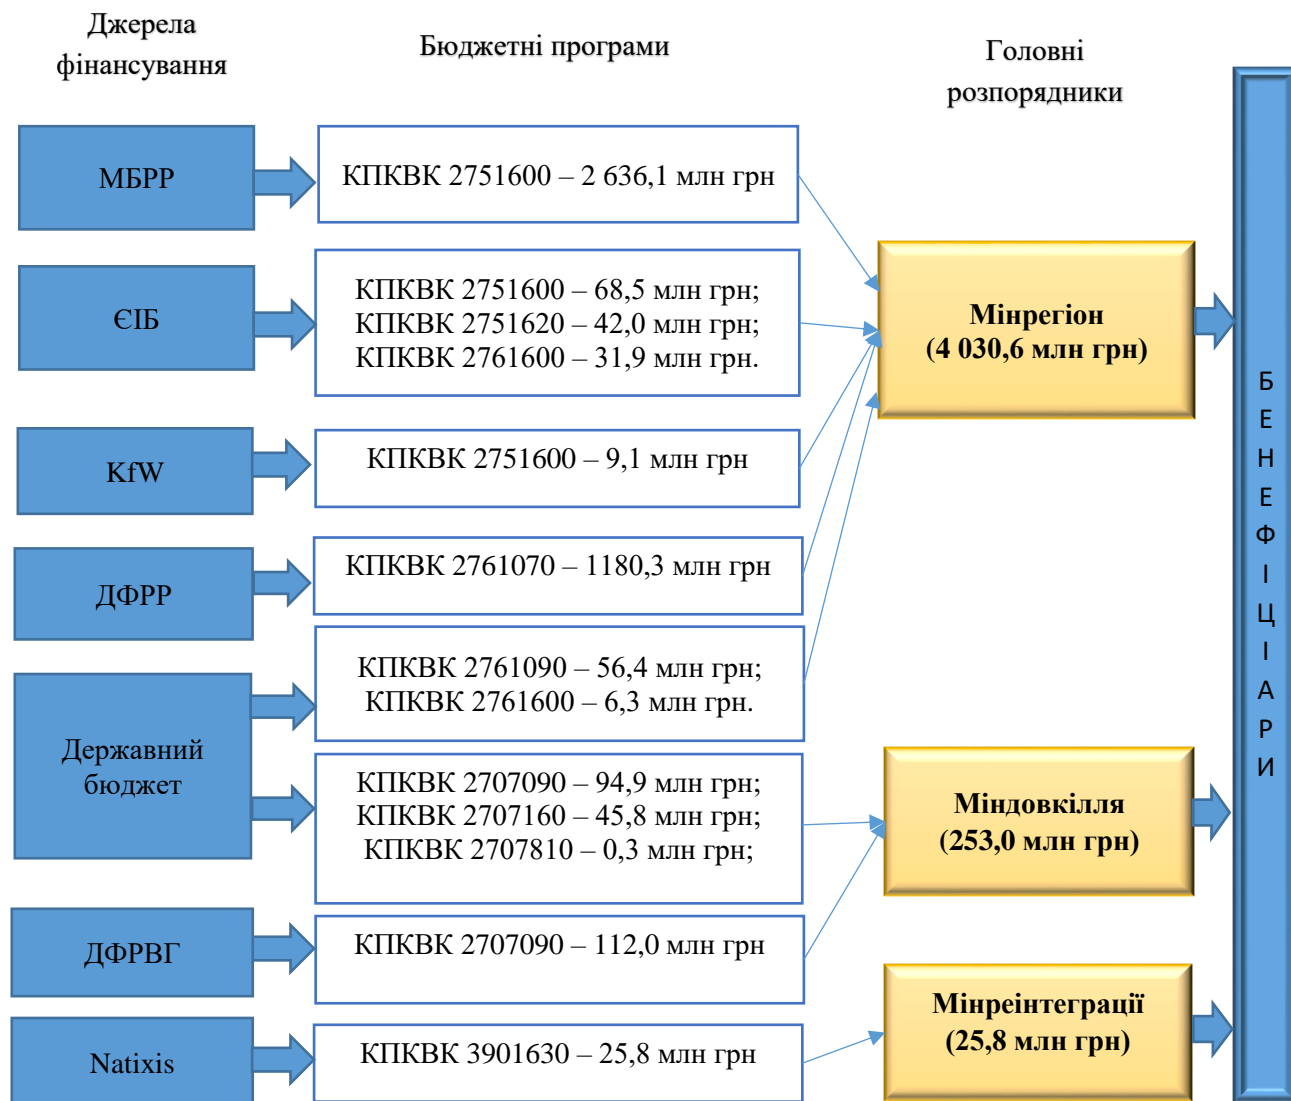 Джерела
фінансування
Бюджетні програми
Головні
розпорядники
МБРР
КПКВК 2751600 – 2 636,1 млн грн
ЄІБ
КПКВК 2751600 – 68,5 млн грн;
КПКВК 2751620 – 42,0 млн грн;
КПКВК 2761600 – 31,9 млн грн.
KfW
КПКВК 2751600 – 9,1 млн грн
ДФРР
КПКВК 2761070 – 1180,3 млн грн
Державний
бюджет
КПКВК 2761090 – 56,4 млн грн;
КПКВК 2761600 – 6,3 млн грн.
КПКВК 2707090 – 94,9 млн грн;
КПКВК 2707160 – 45,8 млн грн;
КПКВК 2707810 – 0,3 млн грн;
ДФРВГ
КПКВК 2707090 – 112,0 млн грн
Natixis
КПКВК 3901630 – 25,8 млн грн
Мінрегіон
(4 030,6 млн грн)
Міндовкілля
(253,0 млн грн)
Мінреінтеграції
(25,8 млн грн)
Б
Е
Н
Е
Ф
І
Ц
І
А
Р
И